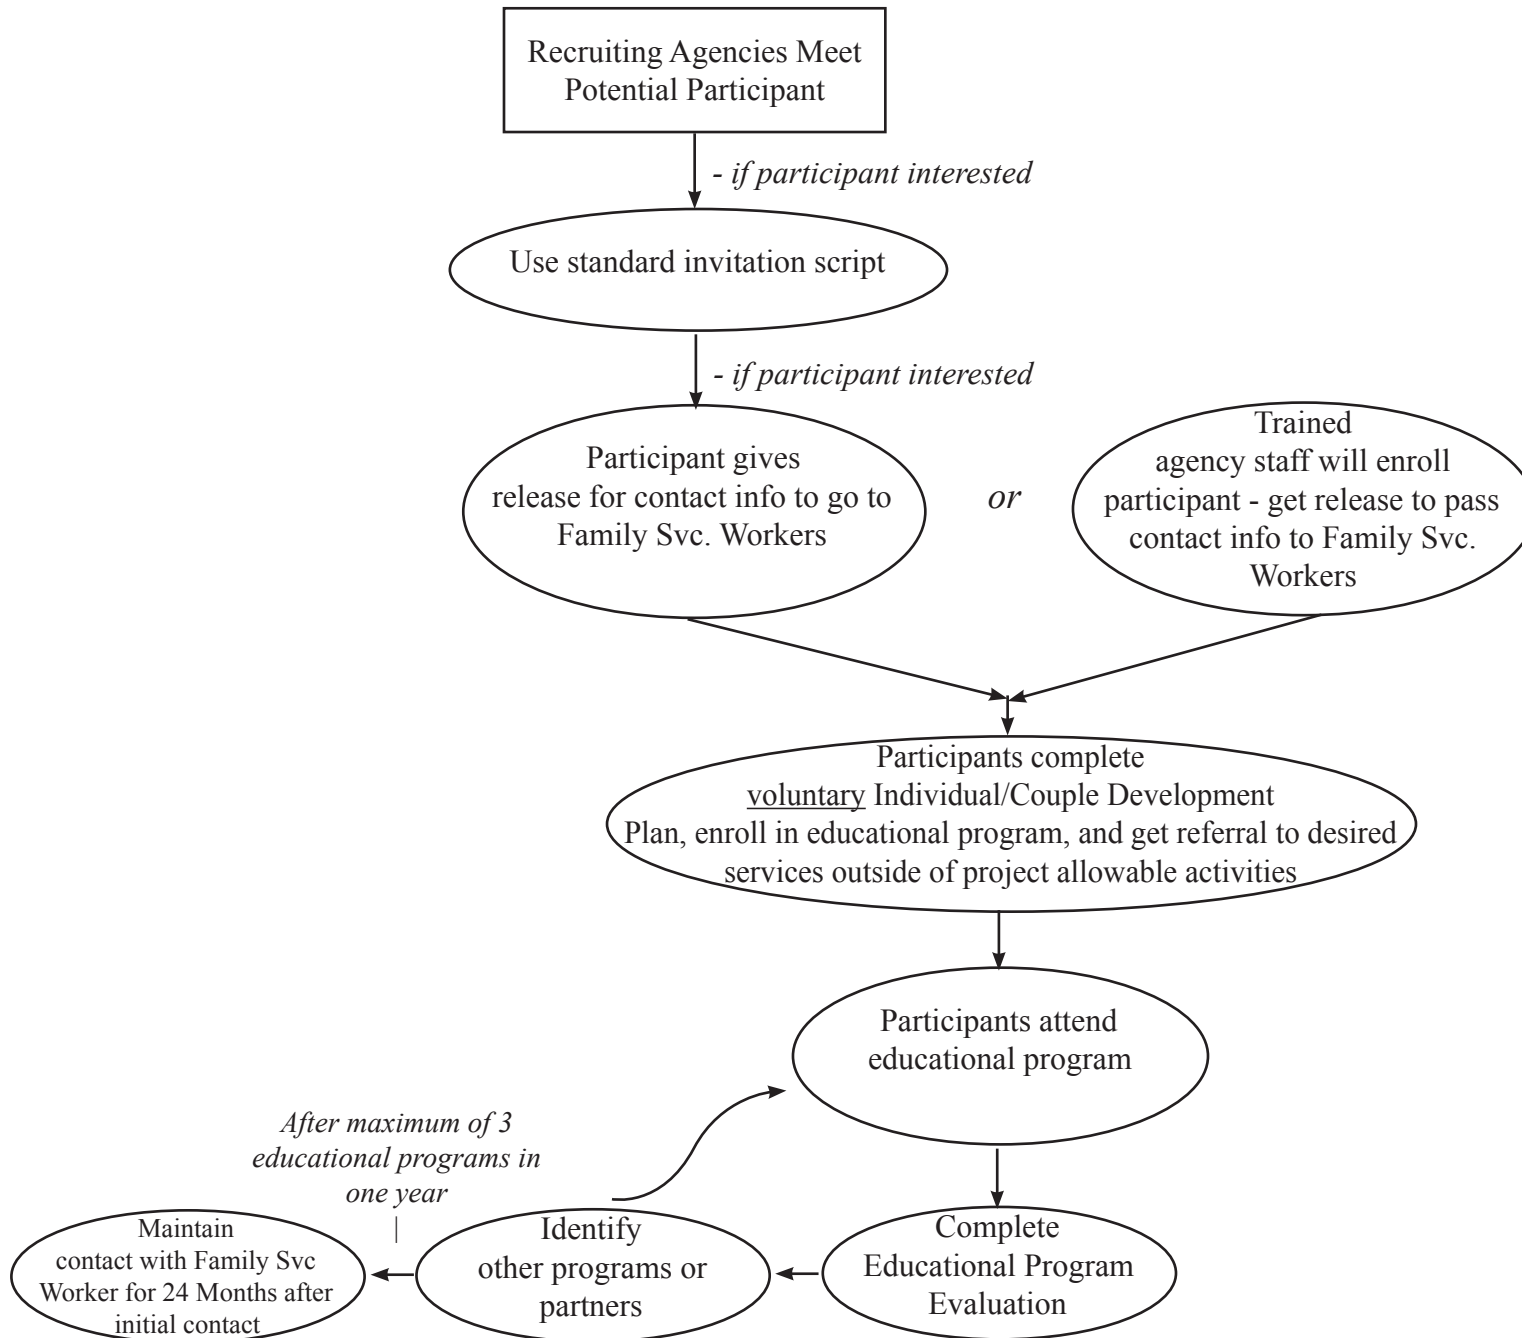 Recruiting Agencies Meet
Potential Participant
- if participant interested
Use standard invitation script
- if participant interested
Participant gives
release for contact info to go to
Family Svc. Workers
or
Trained
agency staff will enroll
participant - get release to pass
contact info to Family Svc.
Workers
Participants complete
voluntary Individual/Couple Development
Plan, enroll in educational program, and get referral to desired
services outside of project allowable activities
Participants attend
educational program
After maximum of 3
educational programs in
one year
Maintain
contact with Family Svc
Worker for 24 Months after
initial contact
Identify
other programs or
partners
Complete
Educational Program
Evaluation